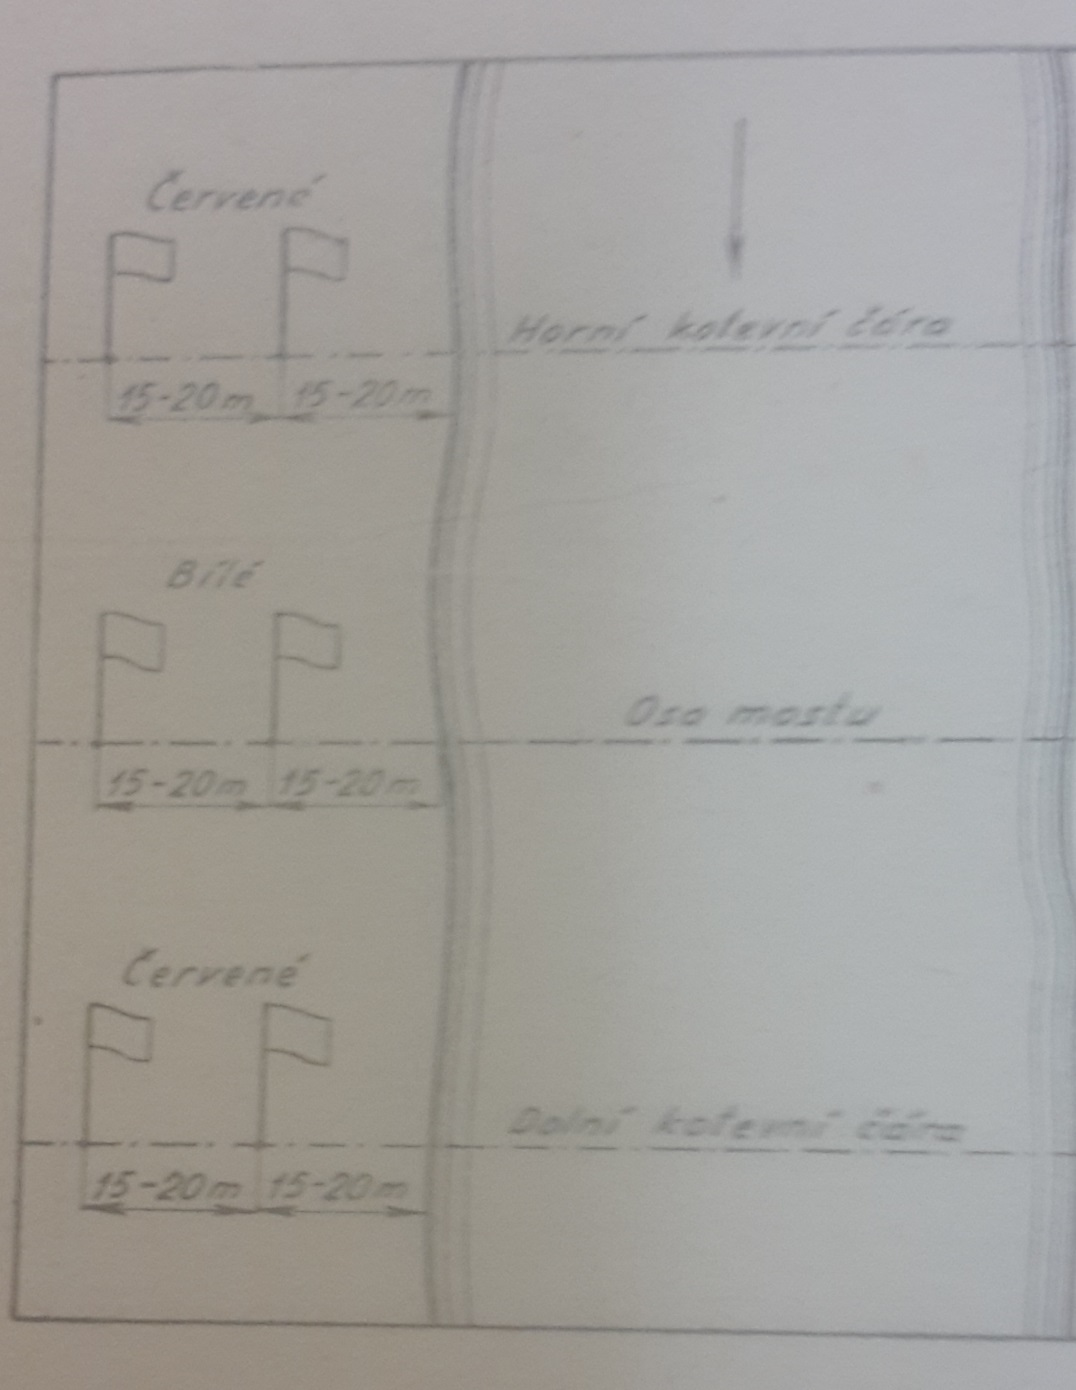 Červené
Horní kotevní čára
15-20m 15-20m
Bílé
Osa mostu
15-20m 15-20m
Červené
Dolní kotevní čára
15-20m 15-20m